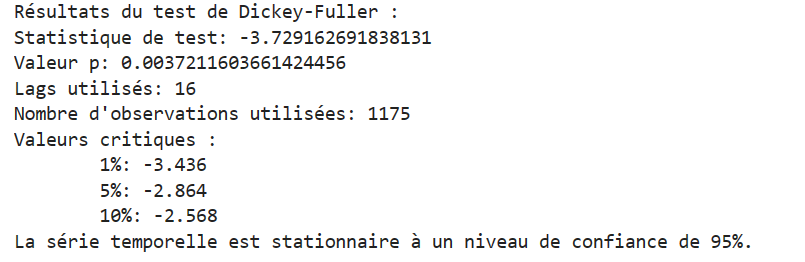 Résultats du test de Dickey-Fuller :
Statistique de test: -3.729162691838131
Valeur p: 0.0037211603661424456
Lags utilisés: 16
Nombre d'observations utilisées: 1175
Valeurs critiques :
1%: -3.436
5%: -2.864
10%: -2.568
La série temporelle est stationnaire à un niveau de confiance de 95%.